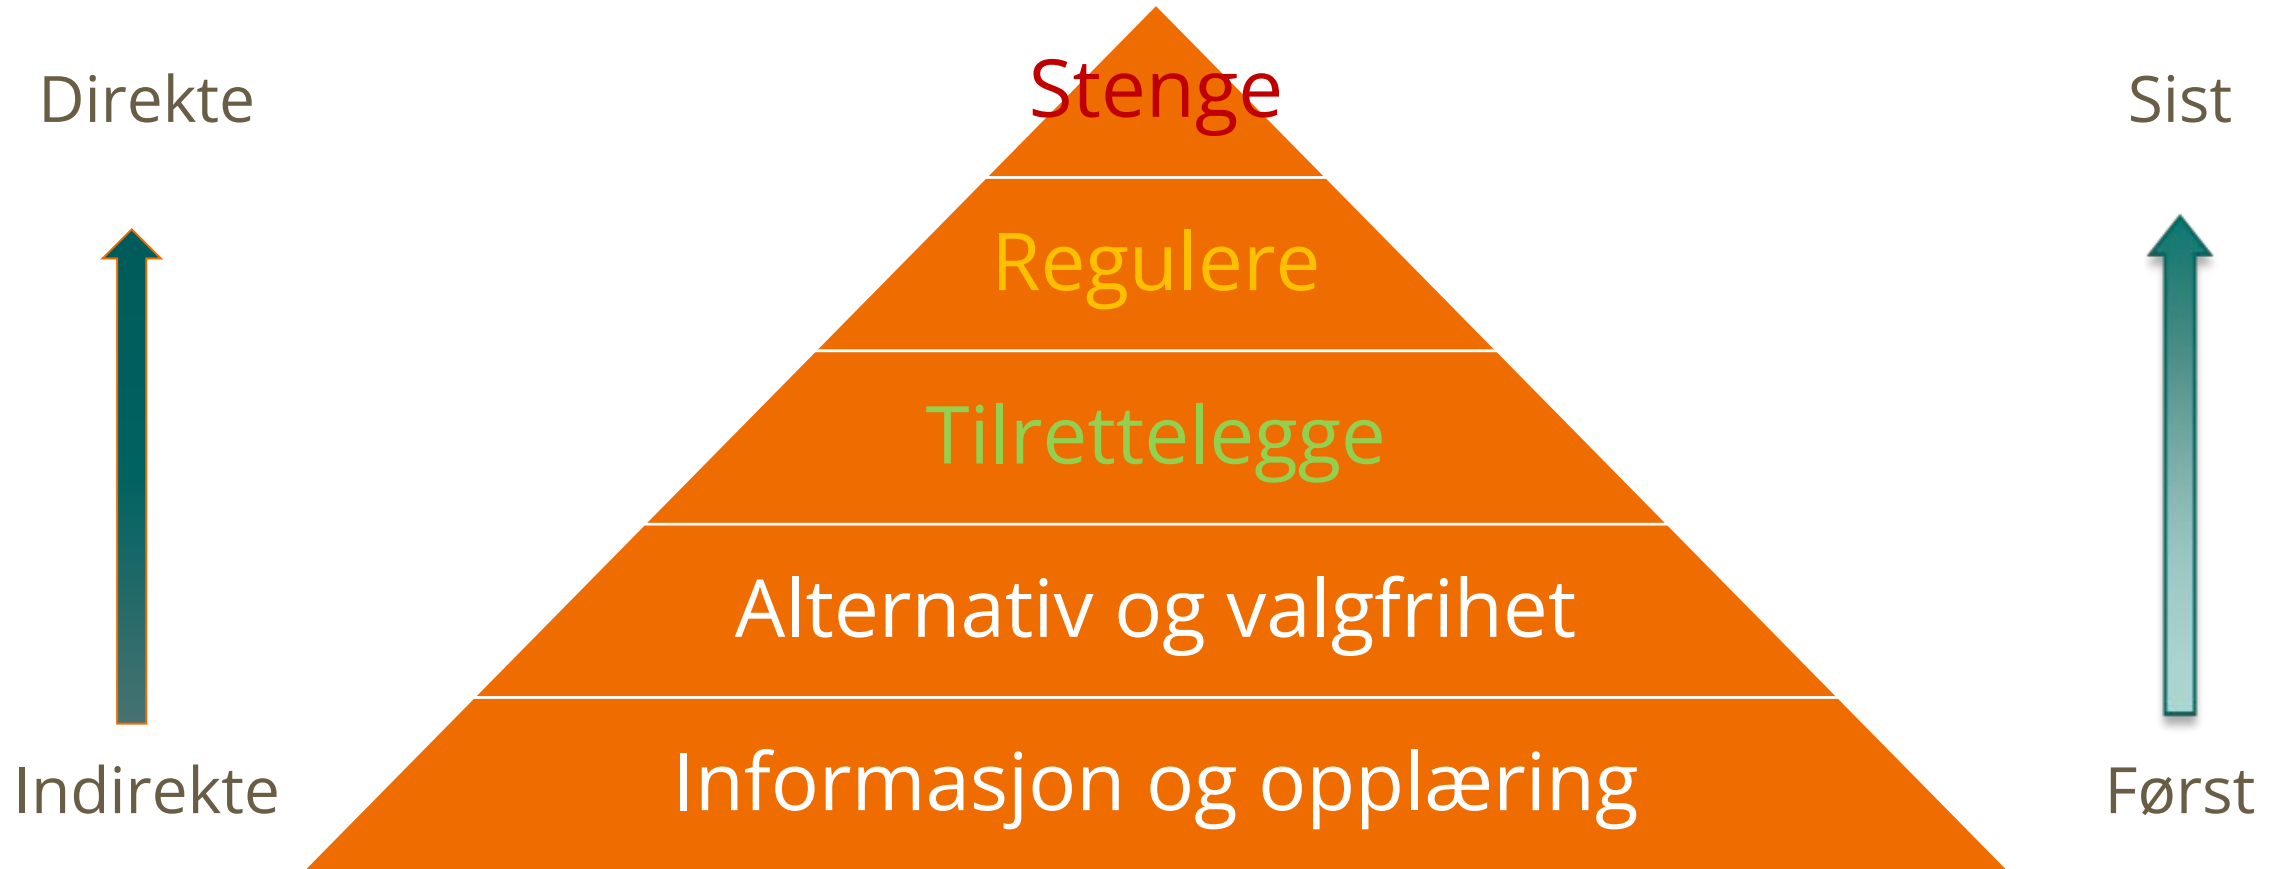 Direkte
Stenge
Sist
Regulere
Tilrettelegge
Alternativ og valgfrihet
Indirekte
Informasjon og opplæring
Først